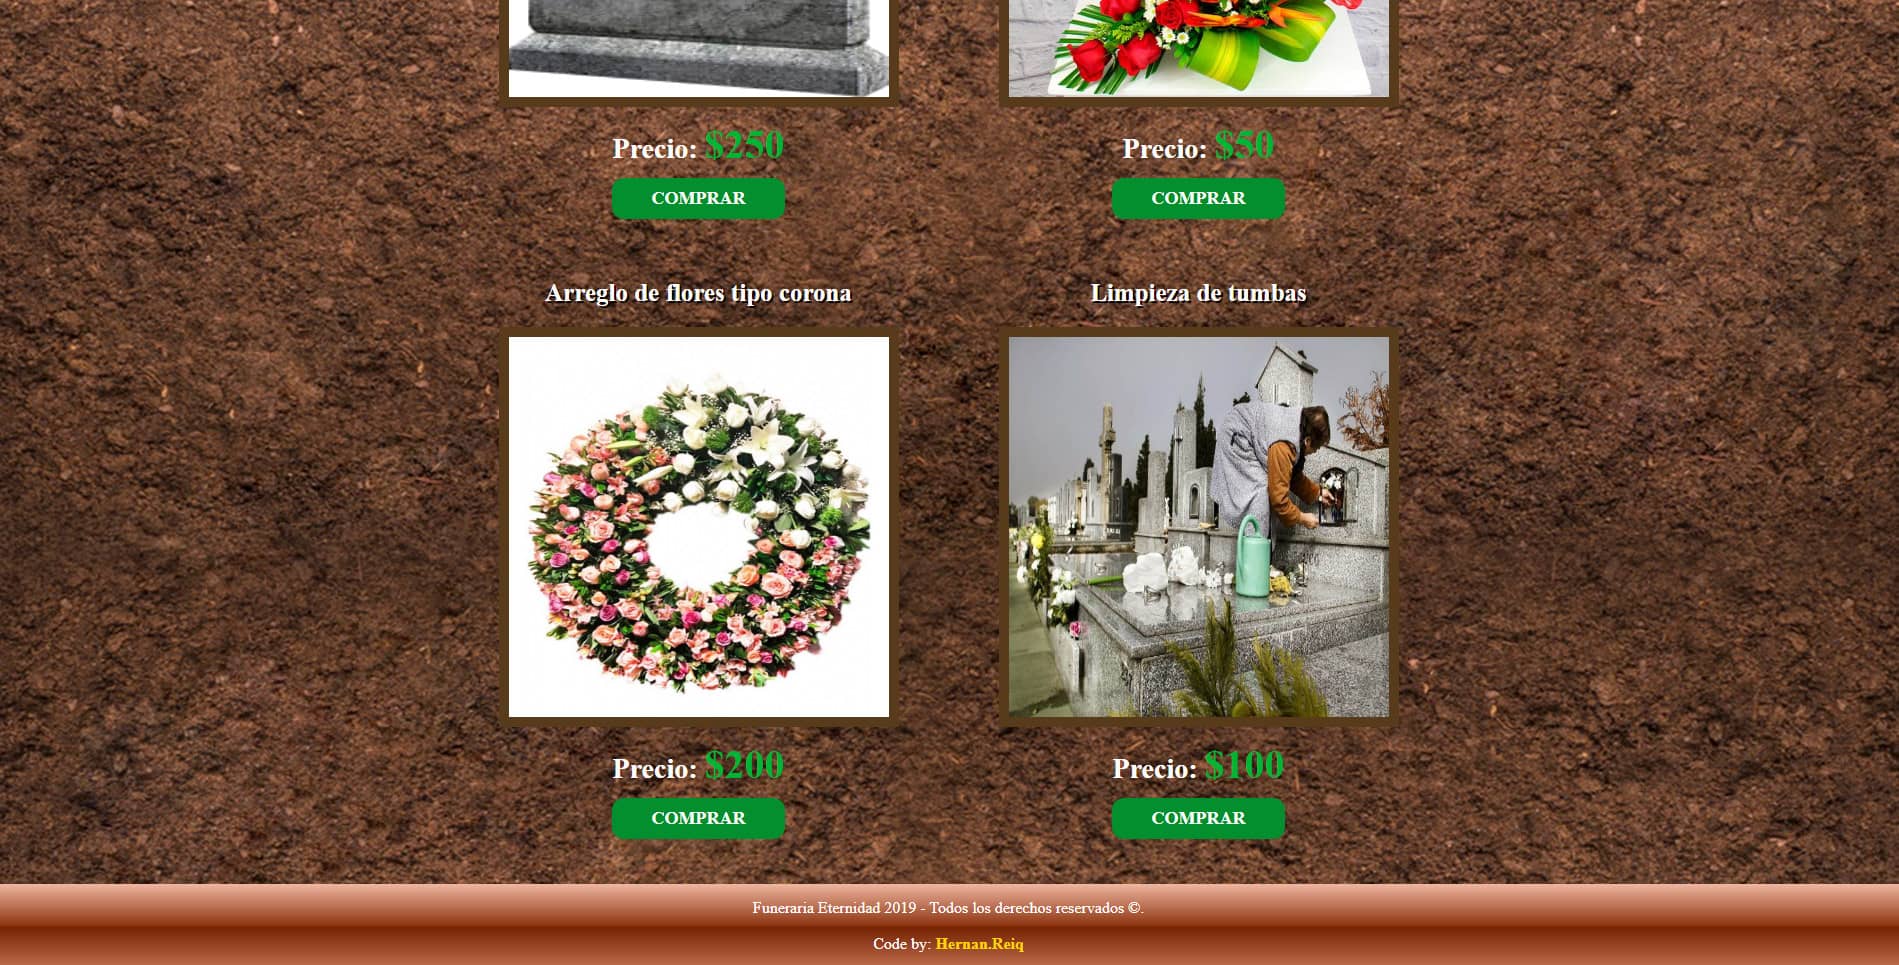 Precio: $250
Precio: $50
COMPRAR
COMPRAR
Arreglo de flores tipo corona
Limpieza de tumbas
Precio: $200
Precio: $100
COMPRAR
COMPRAR
Funeraria Eternidad 2019 - Todos los derechos reservados ©.
Code by: Hernan.Reiq